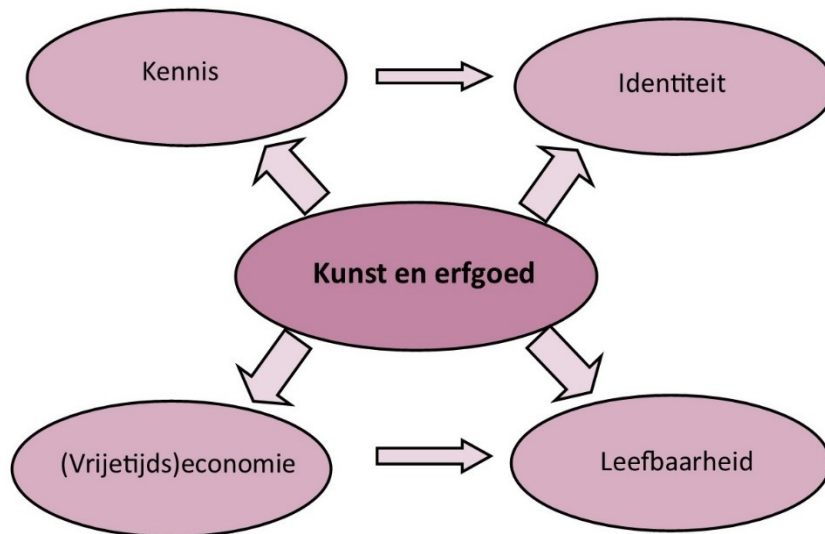 Kennis
Identiteit
Kunst en erfgoed
(Vrijetijds)economie
Leefbaarheid